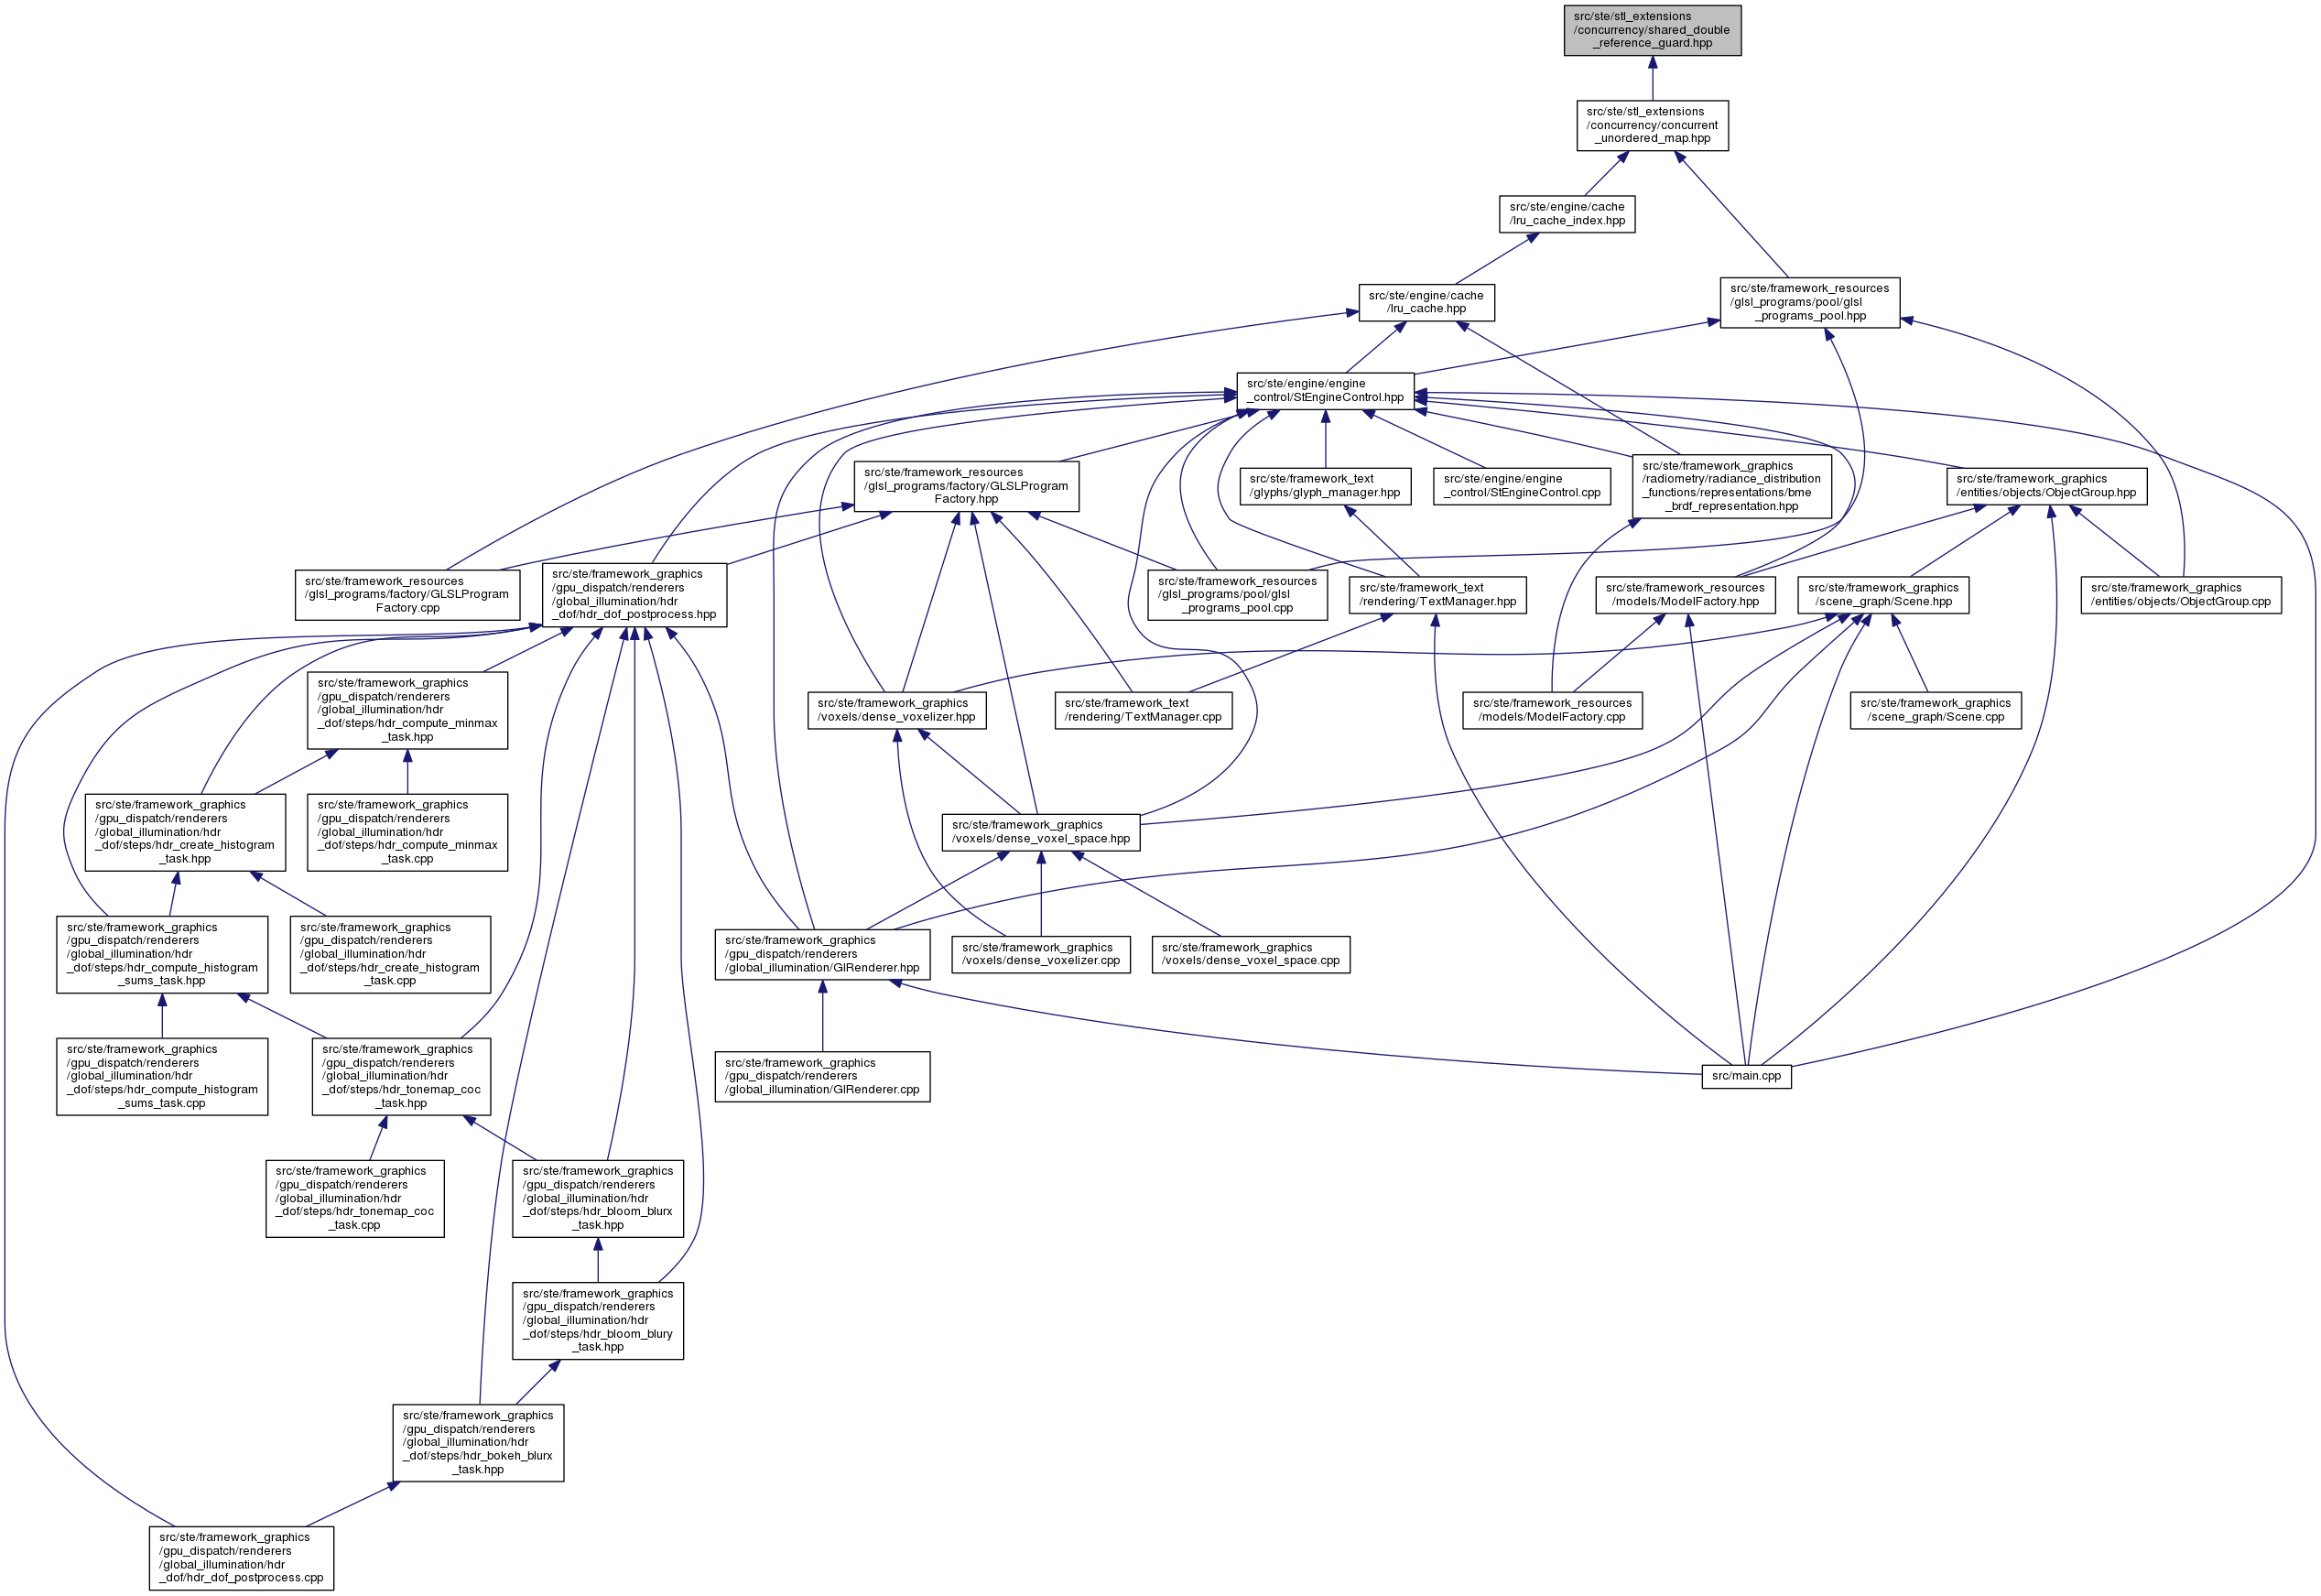 src/ste/stl_extensions
/concurrency/shared_double
_reference_guard.hpp
src/ste/stl_extensions
/concurrency/concurrent
_unordered_map.hpp
src/ste/engine/cache
/lru_cache_index.hpp
src/ste/engine/cache
/lru_cache.hpp
src/ste/framework_resources
/glsl_programs/pool/glsl
_programs_pool.hpp
src/ste/engine/engine
_control/StEngineControl.hpp
src/ste/framework_resources
/glsl_programs/factory/GLSLProgram
Factory.hpp
src/ste/framework_text
/glyphs/glyph_manager.hpp
src/ste/engine/engine
_control/StEngineControl.cpp
src/ste/framework_graphics
/radiometry/radiance_distribution
_functions/representations/bme
_brdf_representation.hpp
src/ste/framework_graphics
/entities/objects/ObjectGroup.hpp
src/ste/framework_resources
/glsl_programs/factory/GLSLProgram
Factory.cpp
src/ste/framework_graphics
/gpu_dispatch/renderers
/global_illumination/hdr
_dof/hdr_dof_postprocess.hpp
src/ste/framework_resources
/glsl_programs/pool/glsl
_programs_pool.cpp
src/ste/framework_text
/rendering/TextManager.hpp
src/ste/framework_resources
/models/ModelFactory.hpp
src/ste/framework_graphics
/scene_graph/Scene.hpp
src/ste/framework_graphics
/entities/objects/ObjectGroup.cpp
src/ste/framework_graphics
/gpu_dispatch/renderers
/global_illumination/hdr
_dof/steps/hdr_compute_minmax
_task.hpp
src/ste/framework_graphics
/voxels/dense_voxelizer.hpp
src/ste/framework_text
/rendering/TextManager.cpp
src/ste/framework_resources
/models/ModelFactory.cpp
src/ste/framework_graphics
/scene_graph/Scene.cpp
src/ste/framework_graphics
/gpu_dispatch/renderers
/global_illumination/hdr
_dof/steps/hdr_create_histogram
_task.hpp
src/ste/framework_graphics
/gpu_dispatch/renderers
/global_illumination/hdr
_dof/steps/hdr_compute_minmax
_task.cpp
src/ste/framework_graphics
/voxels/dense_voxel_space.hpp
src/ste/framework_graphics
/gpu_dispatch/renderers
/global_illumination/hdr
_dof/steps/hdr_compute_histogram
_sums_task.hpp
src/ste/framework_graphics
/gpu_dispatch/renderers
/global_illumination/hdr
_dof/steps/hdr_create_histogram
_task.cpp
src/ste/framework_graphics
/gpu_dispatch/renderers
/global_illumination/GIRenderer.hpp
src/ste/framework_graphics
/voxels/dense_voxelizer.cpp
src/ste/framework_graphics
/voxels/dense_voxel_space.cpp
src/ste/framework_graphics
/gpu_dispatch/renderers
/global_illumination/hdr
_dof/steps/hdr_compute_histogram
_sums_task.cpp
src/ste/framework_graphics
/gpu_dispatch/renderers
/global_illumination/hdr
_dof/steps/hdr_tonemap_coc
_task.hpp
src/ste/framework_graphics
/gpu_dispatch/renderers
/global_illumination/GIRenderer.cpp
src/main.cpp
src/ste/framework_graphics
/gpu_dispatch/renderers
/global_illumination/hdr
_dof/steps/hdr_tonemap_coc
_task.cpp
src/ste/framework_graphics
/gpu_dispatch/renderers
/global_illumination/hdr
_dof/steps/hdr_bloom_blurx
_task.hpp
src/ste/framework_graphics
/gpu_dispatch/renderers
/global_illumination/hdr
_dof/steps/hdr_bloom_blury
_task.hpp
src/ste/framework_graphics
/gpu_dispatch/renderers
/global_illumination/hdr
_dof/steps/hdr_bokeh_blurx
_task.hpp
src/ste/framework_graphics
/gpu_dispatch/renderers
/global_illumination/hdr
_dof/hdr_dof_postprocess.cpp